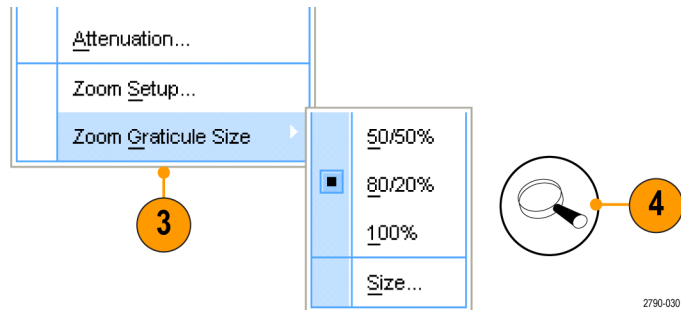 Attenuation...
Zoom Setup...
Zoom Graticule Size
50/50%
80/20%
100%
Size...
3
4
2790-030